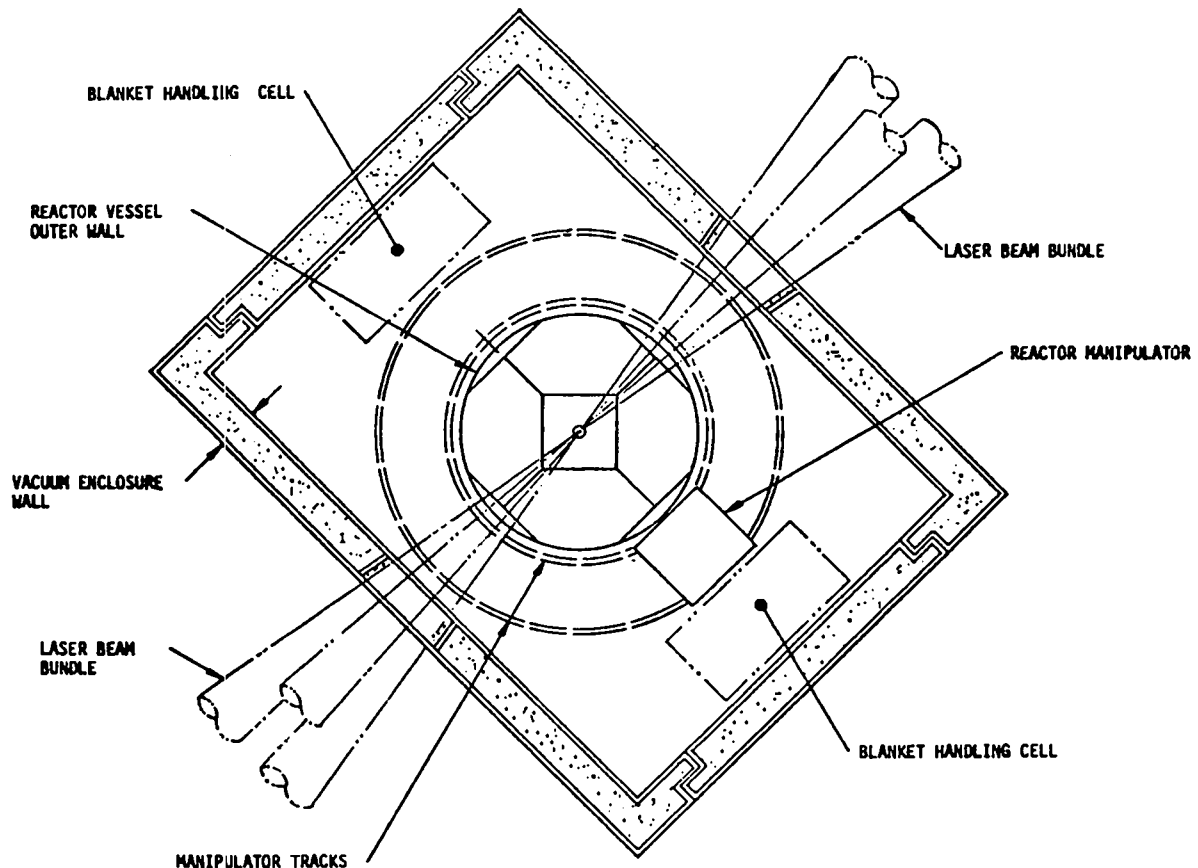 BLANKET HANDLIIIG CELL
REACTOR VESSEL
OUTER WALL
LASER BEAM BUNDLE
REACTOR MANIPULATOR
VACUUM ENCLOSURE
WALL
LASER BEAM
BUNDLE
BLANKET HANDLING CELL
MANIPULATOR TRACKS